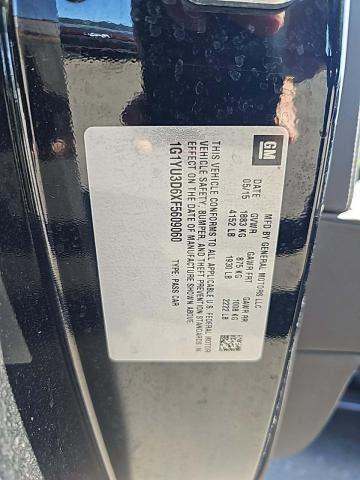 GM
MFD BY GENERAL MOTORS LLC
DATE GVWR GAWR FRT GAWR RR
05/15 1883 KG 875 KG 1008 KG
4152 LB 1930 LB 2222 LB
THIS VEHICLE CONFORMS TO ALL APPLICABLE U.S. FEDERAL MOTOR
VEHICLE SAFETY, BUMPER, AND THEFT PREVENTION STANDARDS IN
EFFECT ON THE DATE OF MANUFACTURE SHOWN ABOVE.
1G1YU3D6XF5609060 TYPE: PASS CAR